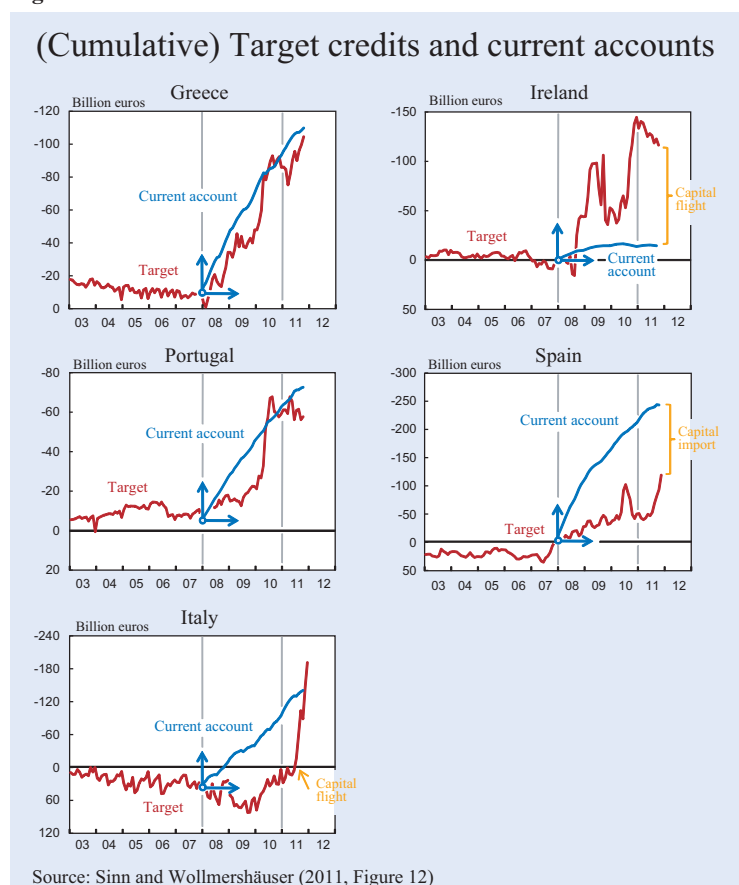 (Cumulative) Target credits and current accounts
Greece
Billion euros
-120
-100
-80
-60
-40
-20
0
Current account
Target
03 04 05 06 07 08 09 10 11 12
Ireland
Billion euros
-150
-100
-50
0
50
Target
Current
account
Capital
flight
03 04 05 06 07 08 09 10 11 12
Portugal
Billion euros
-80
-60
-40
-20
0
20
Current account
Target
03 04 05 06 07 08 09 10 11 12
Spain
Billion euros
-300
-250
-200
-150
-100
-50
0
50
Current account
Target
Capital
import
03 04 05 06 07 08 09 10 11 12
Italy
Billion euros
-240
-180
-120
-60
0
60
120
Current account
Target
Capital
flight
03 04 05 06 07 08 09 10 11 12
Source: Sinn and Wollmershäuser (2011, Figure 12)